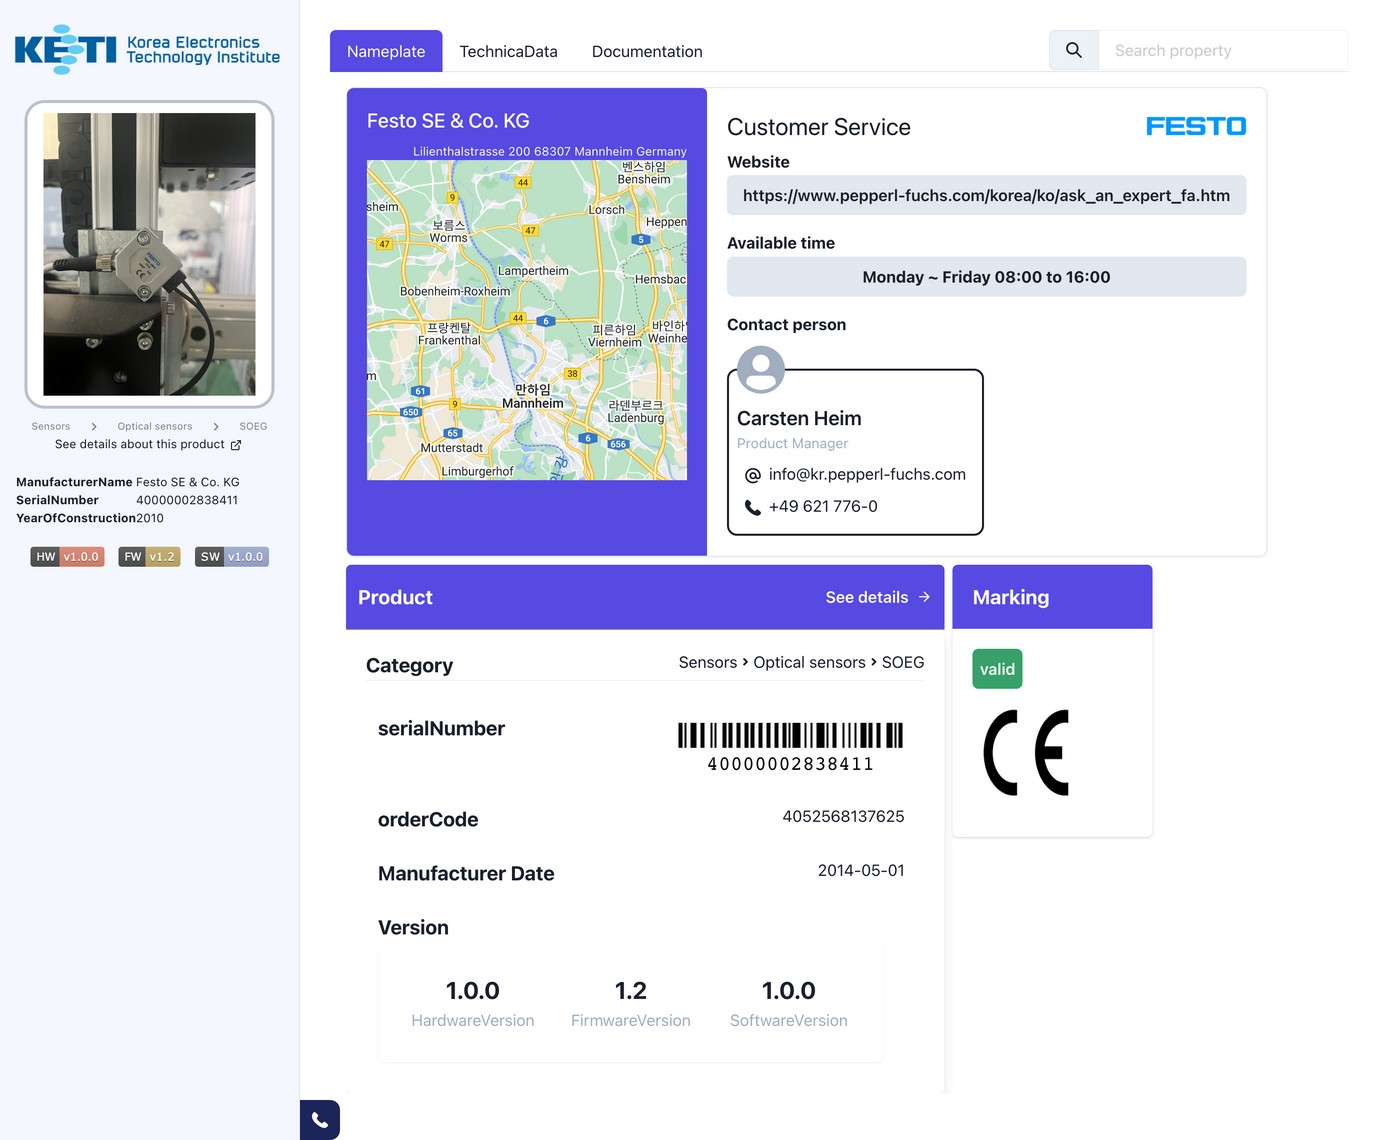 KETI Korea Electronics
Technology Institute
FESTO
Sensors > Optical sensors > SOEG
See details about this product
ManufacturerName Festo SE & Co. KG
SerialNumber 40000002838411
YearOfConstruction2010
HW v1.0.0 FW v1.2 SW v1.0.0
Nameplate TechnicaData Documentation
Search property
Festo SE & Co. KG
Lilienthalstrasse 200 68307 Mannheim Germany
벤스하임
Bensheim
44
9
sheim
Lorsch
보름스
Worms
Heppen
47
47
5
Lampertheim
Hemsbac
Bobenheim-Roxheim
44
6
프랑켄탈
Frankenthal
피른하임
Viernheim
바인하
Weinhe
m
38
61
만하임
Mannheim
9
650
라덴부르크
Ladenburg
65
6
656
Mutterstadt
Limburgerhof
Customer Service
FESTO
Website
https://www.pepperl-fuchs.com/korea/ko/ask_an_expert_fa.htm
Available time
Monday ~ Friday 08:00 to 16:00
Contact person
Carsten Heim
Product Manager
@ info@kr.pepperl-fuchs.com
+49 621 776-0
Product
See details →
Category
Sensors > Optical sensors > SOEG
serialNumber
40000002838411
orderCode
4052568137625
Manufacturer Date
2014-05-01
Version
1.0.0 1.2 1.0.0
HardwareVersion FirmwareVersion SoftwareVersion
Marking
valid
CE